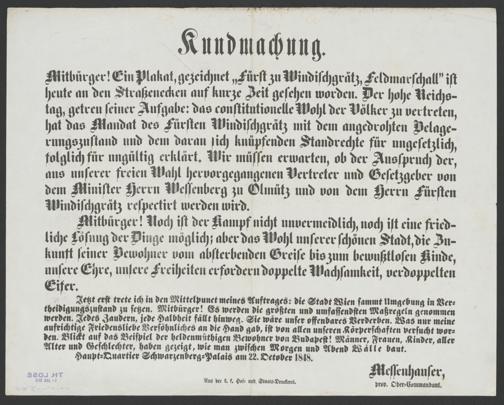 Kundmachung.
Mitbürger! Ein Plakat, gezeichnet „Fürst zu Windischgrätz, Feldmarschall" ist
heute an den Straßenecken auf kurze Zeit gesehen worden. Der hohe Reichs-
tag, getreu seiner Aufgabe: das constitutionelle Wohl der Völker zu vertreten,
hat das Mandat des Fürsten Windischgrätz mit dem angedrohten Belage-
rungszustand und dem daran sich knüpfenden Standrechte für ungesetzlich,
folglich für ungültig erklärt. Wir müssen erwarten, ob der Ausspruch der,
aus unserer freien Wahl hervorgegangenen Vertreter und Gesetzgeber von
dem Minister Herrn Wessenberg zu Olmütz und von dem Herrn Fürsten
Windischgrätz respectirt werden wird.
Mitbürger! Noch ist der Kampf nicht unvermeidlich, noch ist eine fried-
liche Lösung der Dinge möglich; aber das Wohl unserer schönen Stadt, die Zu-
kunft seiner Bewohner vom absterbenden Greise bis zum bewußtlosen Kinde,
unsere Ehre, unsere Freiheiten erfordern doppelte Wachsamkeit, verdoppelten
Eifer.
Jetzt erst trete ich in den Mittelpunct meines Auftrages: die Stadt Wien sammt Umgebung in Ver-
theidigungszustand zu setzen. Mitbürger! Es werden die größten und umfassendsten Maßregeln genommen
werden. Jedes Zaudern, jede Halbheit fällt hinweg. Sie wäre unser offenbares Verderben. Was nur meine
aufrichtige Friedensliebe Versöhnliches an die Hand gab, ist von allen unseren Körperschaften versucht wor-
den. Blickt auf das Beispiel der heldenmüthigen Bewohner von Budapest! Männer, Frauen, Kinder, aller
Alter und Geschlechter, haben gezeigt, wie man zwischen Morgen und Abend Wälle baut.
Haupt-Quartier Schwarzenberg-Palais am 22. October 1848.
Messenhauser,
prov. Ober-Commandant.
Aus der k. k. Hof- und Staats-Druckerei.